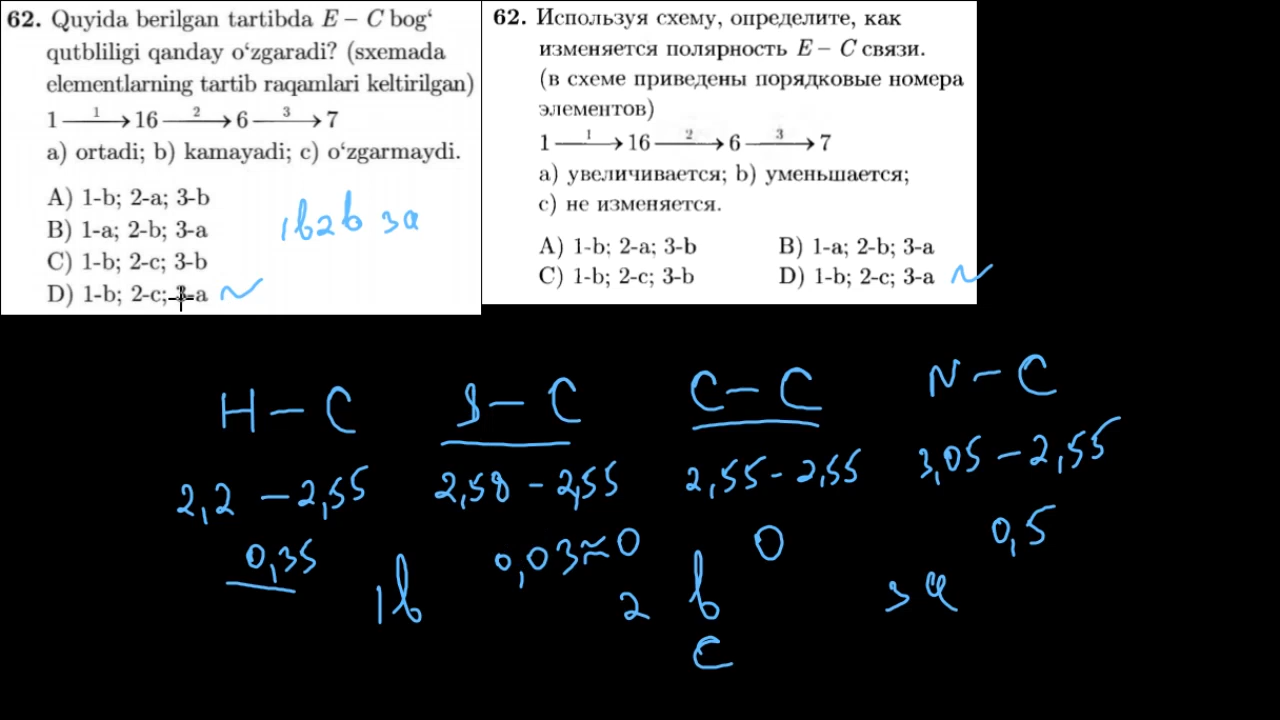 62. Quyida berilgan tartibda E – C bog‘
qutbliligi qanday o‘zgaradi? (sxemada
elementlarning tartib raqamlari keltirilgan)
1 —1→ 16 —2→ 6 —3→ 7
a) ortadi; b) kamayadi; c) o‘zgarmaydi.
A) 1-b; 2-a; 3-b
B) 1-a; 2-b; 3-a
C) 1-b; 2-c; 3-b
D) 1-b; 2-c; 3-a
1b2b 3a
62. Используя схему, определите, как
изменяется полярность E – C связи.
(в схеме приведены порядковые номера
элементов)
1 —1→ 16 —2→ 6 —3→ 7
a) увеличивается; b) уменьшается;
c) не изменяется.
A) 1-b; 2-a; 3-b B) 1-a; 2-b; 3-a
C) 1-b; 2-c; 3-b D) 1-b; 2-c; 3-a
H – C S – C C – C N – C
2,2 – 2,55 2,58 – 2,55 2,55 - 2,55 3,05 – 2,55
0,35 0,03≈0 0 0,5
1b 2 b 3a
c